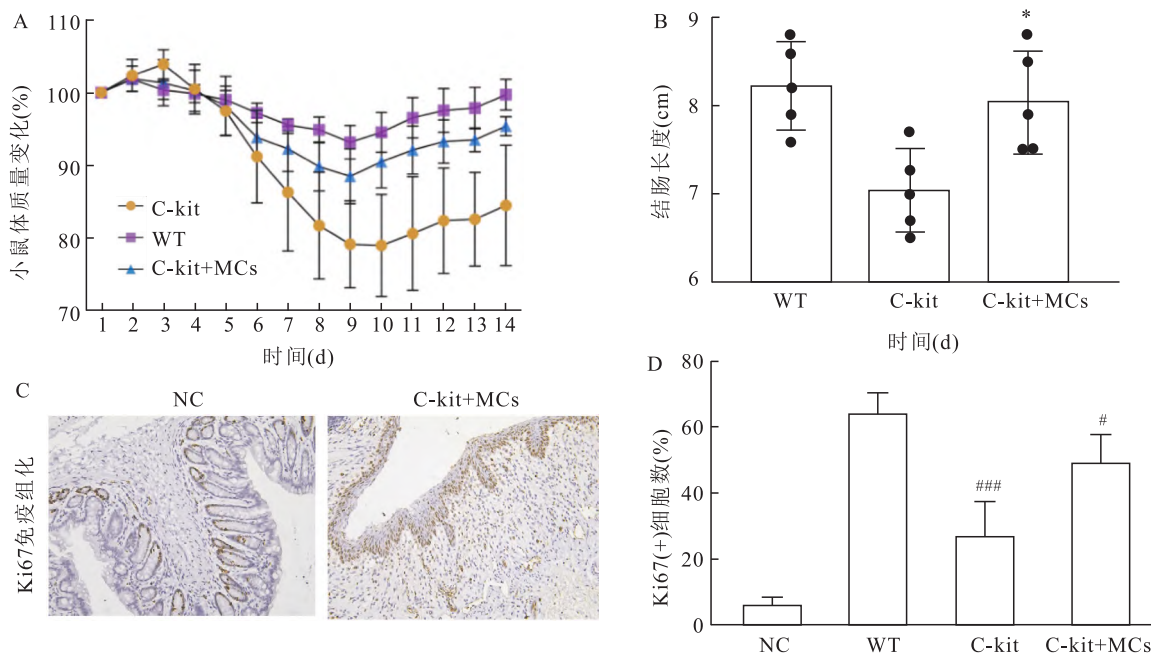 A
小鼠体质量变化(%)
110
100
90
80
70
C-kit
WT
C-kit+MCs
1 2 3 4 5 6 7 8 9 10 11 12 13 14
时间(d)
B
结肠长度(cm)
9
8
7
6
*
WT C-kit C-kit+MCs
时间(d)
C
NC C-kit+MCs
Ki67免疫组化
D
Ki67(+)细胞数(%)
80
60
40
20
0
###
#
NC WT C-kit C-kit+MCs